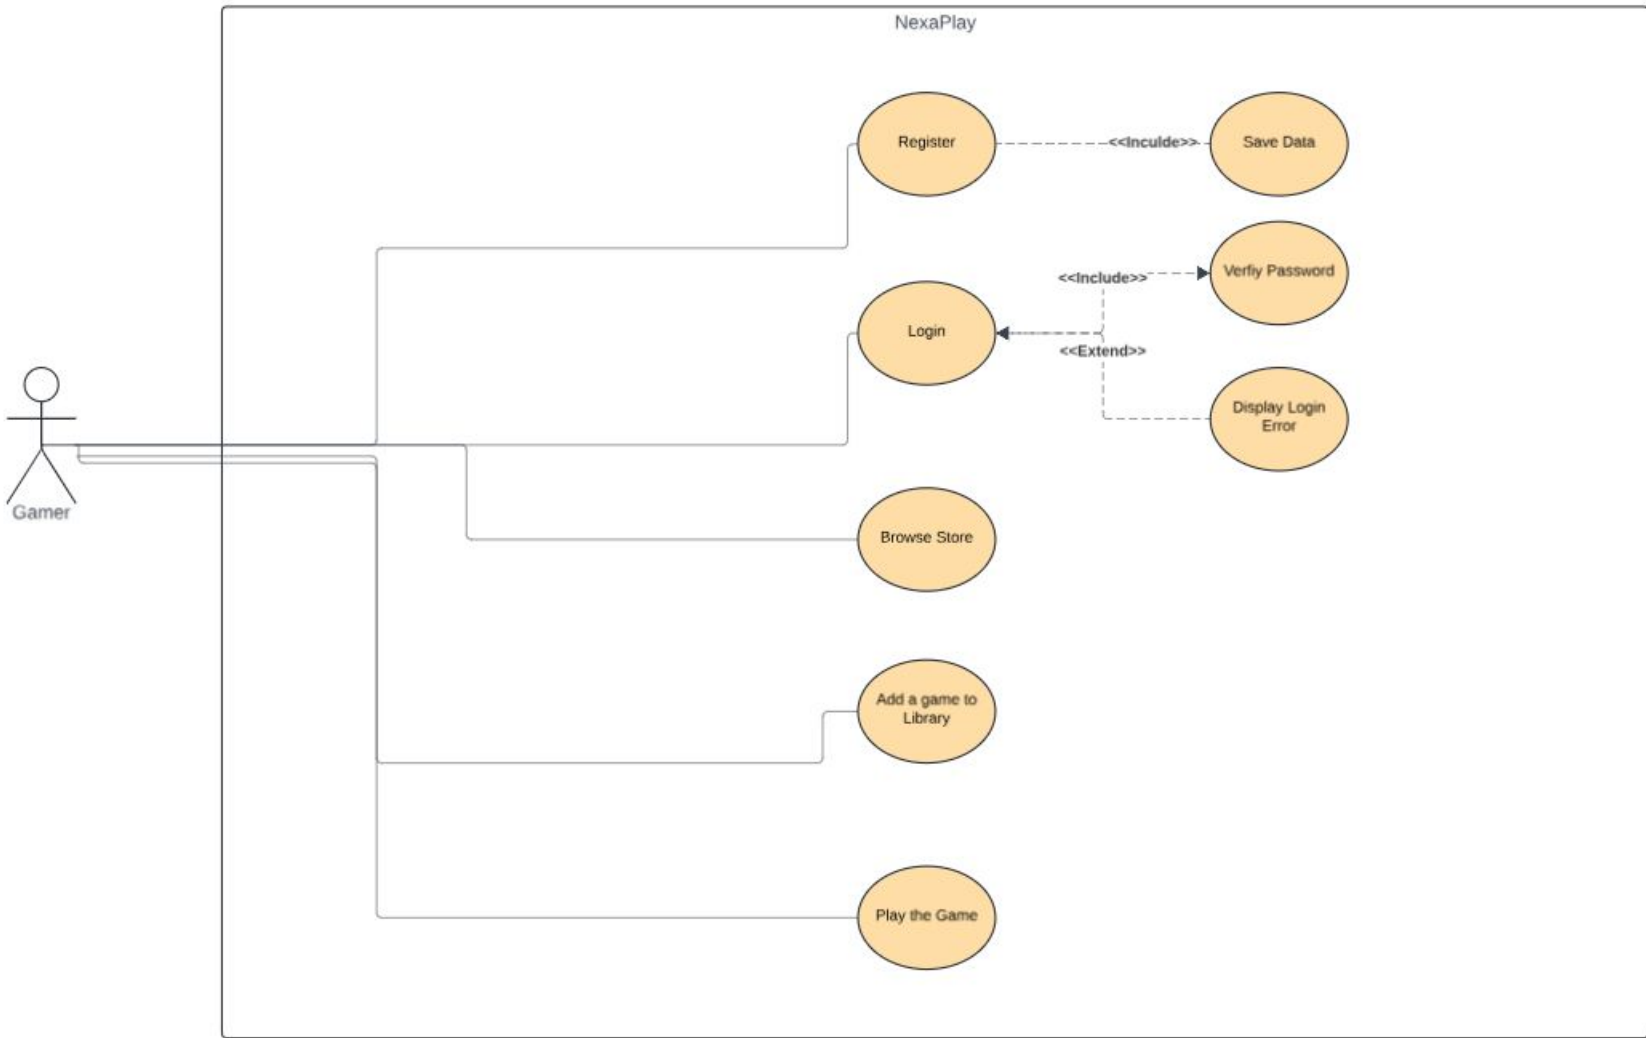 NexaPlay
Register
<<Inculde>>
Save Data
Verfiy Password
<<Include>>
Login
<<Extend>>
Display Login
Error
Gamer
Browse Store
Add a game to
Library
Play the Game